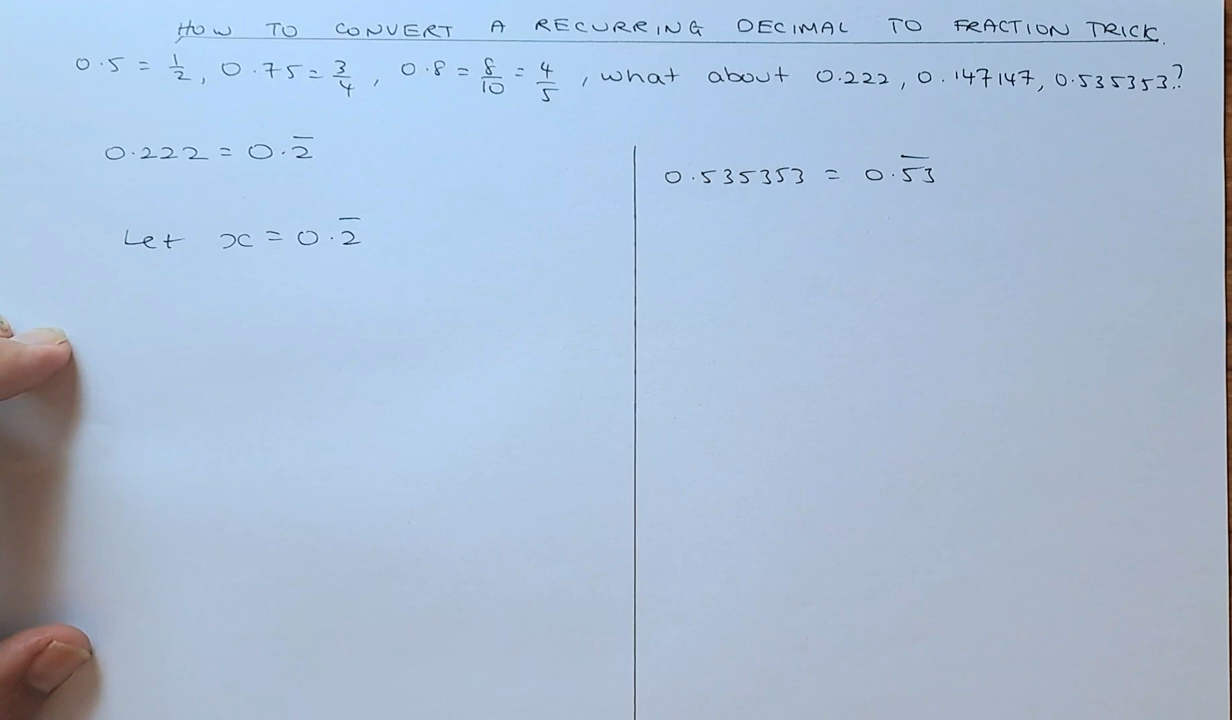 HOW TO CONVERT A RECURRING DECIMAL TO FRACTION TRICK.
0.5 = 1/2, 0.75 = 3/4, 0.8 = 8/10 = 4/5, what about 0.222, 0.147147, 0.535353?
0.222 = 0.2̅
Let x = 0.2̅
0.535353 = 0.5̅3̅